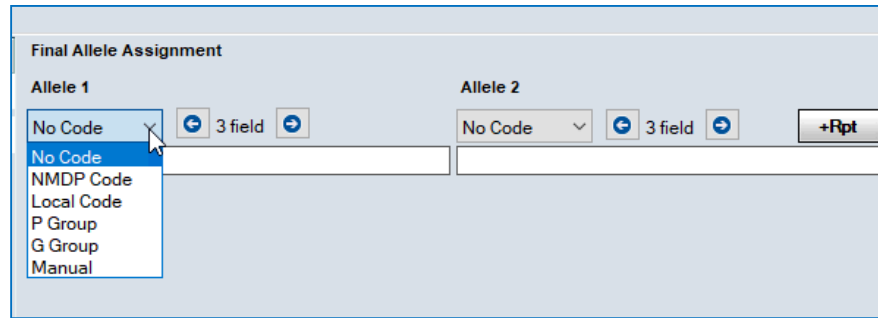 Final Allele Assignment
Allele 1 Allele 2
No Code 3 field No Code 3 field +Rpt
No Code
NMDP Code
Local Code
P Group
G Group
Manual